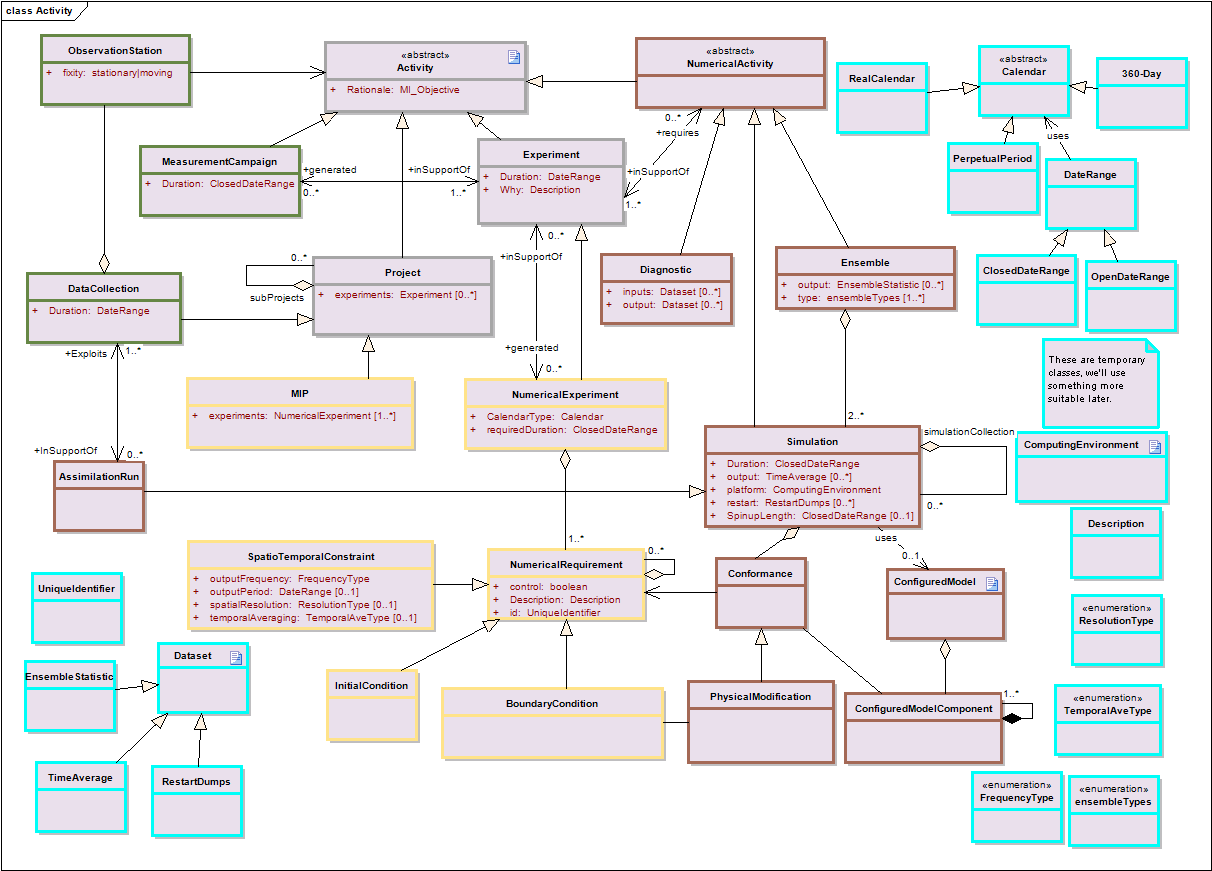 class Activity
ObservationStation
+ fixity: stationary|moving
«abstract»
Activity
+ Rationale: MI_Objective
«abstract»
NumericalActivity
RealCalendar
«abstract»
Calendar
360-Day
uses
PerpetualPeriod
DateRange
ClosedDateRange
OpenDateRange
MeasurementCampaign
+ Duration: ClosedDateRange
+generated
0..*
+inSupportOf
1..*
Experiment
+ Duration: DateRange
+ Why: Description
0..*
+requires
+inSupportOf
1..*
DataCollection
+ Duration: DateRange
0..*
subProjects
Project
+ experiments: Experiment [0..*]
0..*
+inSupportOf
+generated
0..*
Diagnostic
+ inputs: Dataset [0..*]
+ output: Dataset [0..*]
Ensemble
+ output: EnsembleStatistic [0..*]
+ type: ensembleTypes [1..*]
+Exploits
1..*
MIP
+ experiments: NumericalExperiment [1..*]
NumericalExperiment
+ CalendarType: Calendar
+ requiredDuration: ClosedDateRange
These are temporary
classes, we'll use
something more
suitable later.
2..*
+InSupportOf
0..*
AssimilationRun
Simulation
+ Duration: ClosedDateRange
+ output: TimeAverage [0..*]
+ platform: ComputingEnvironment
+ restart: RestartDumps [0..*]
+ SpinupLength: ClosedDateRange [0..1]
simulationCollection
0..*
ComputingEnvironment
Description
1..*
SpatioTemporalConstraint
+ outputFrequency: FrequencyType
+ outputPeriod: DateRange [0..1]
+ spatialResolution: ResolutionType [0..1]
+ temporalAveraging: TemporalAveType [0..1]
NumericalRequirement
+ control: boolean
+ Description: Description
+ id: UniqueIdentifier
0..*
Conformance
uses
0..1
ConfiguredModel
UniqueIdentifier
«enumeration»
ResolutionType
EnsembleStatistic
Dataset
InitialCondition
BoundaryCondition
PhysicalModification
ConfiguredModelComponent
1..*
«enumeration»
TemporalAveType
TimeAverage
RestartDumps
«enumeration»
FrequencyType
«enumeration»
ensembleTypes